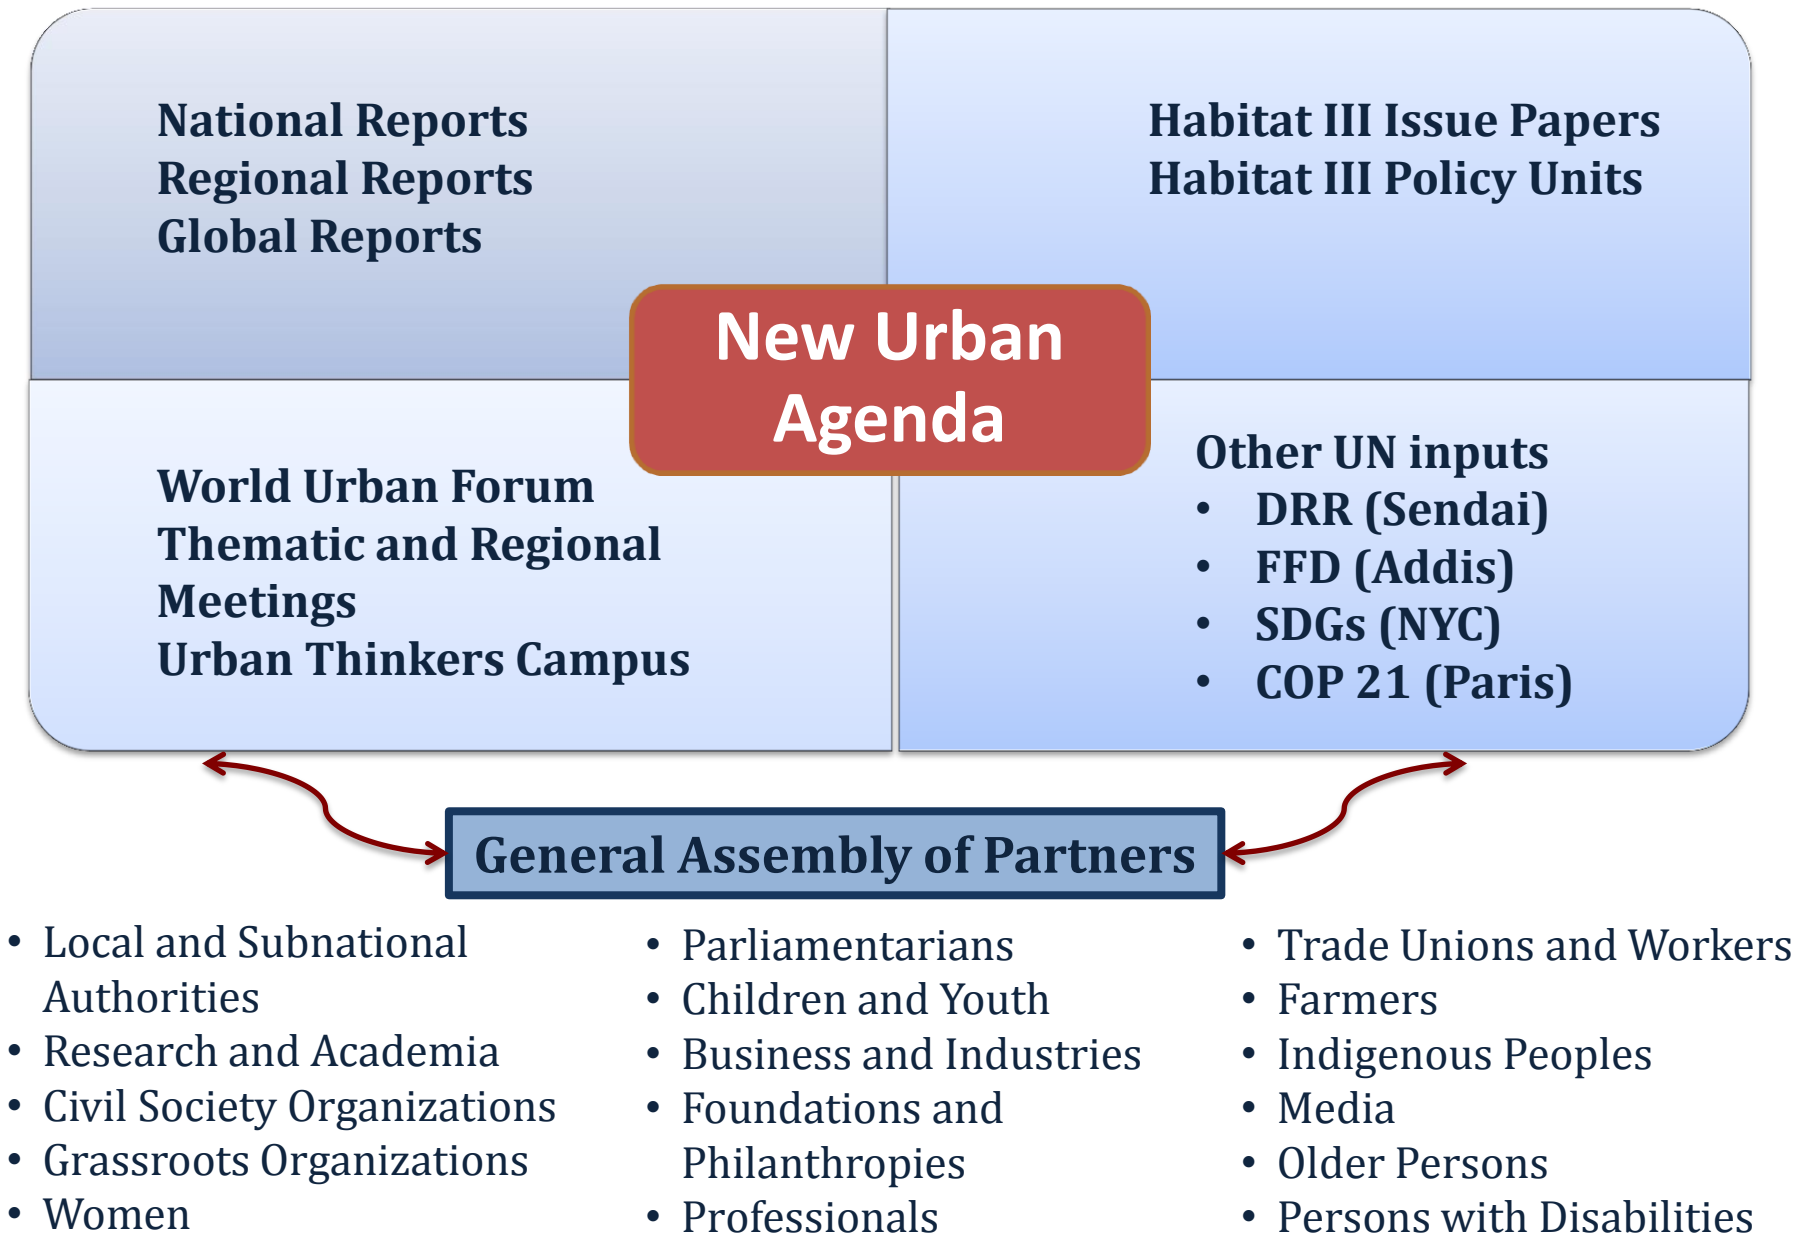 National Reports
Regional Reports
Global Reports
Habitat III Issue Papers
Habitat III Policy Units
New Urban
Agenda
World Urban Forum
Thematic and Regional
Meetings
Urban Thinkers Campus
Other UN inputs
• DRR (Sendai)
• FFD (Addis)
• SDGs (NYC)
• COP 21 (Paris)
General Assembly of Partners
• Local and Subnational
Authorities
• Research and Academia
• Civil Society Organizations
• Grassroots Organizations
• Women
• Parliamentarians
• Children and Youth
• Business and Industries
• Foundations and
Philanthropies
• Professionals
• Trade Unions and Workers
• Farmers
• Indigenous Peoples
• Media
• Older Persons
• Persons with Disabilities